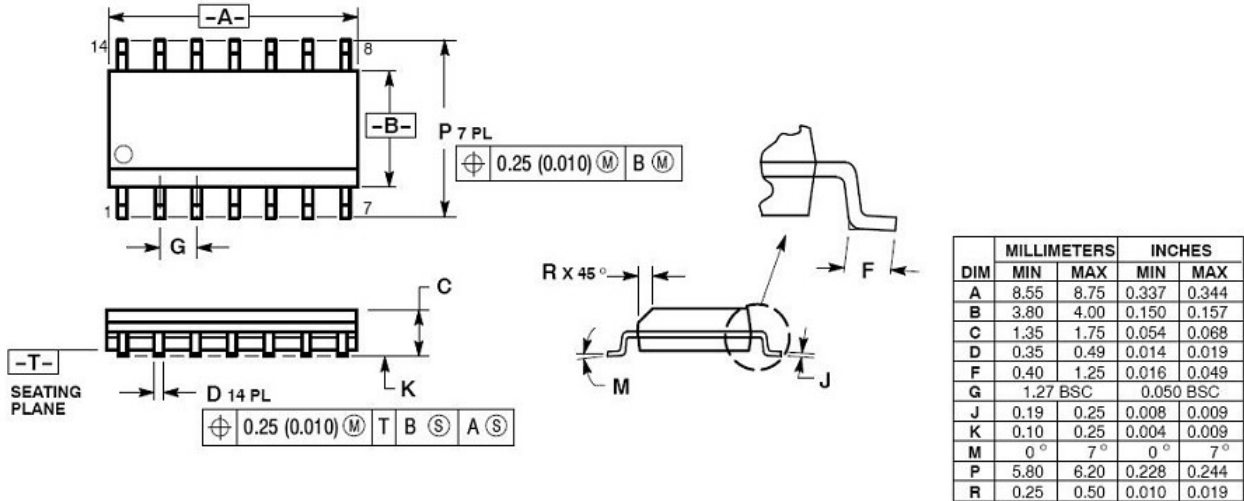 -A-
14 8
-B-
P 7 PL
⌖ 0.25 (0.010) Ⓜ B Ⓜ
1 7
G
F
R x 45°
C
-T-
SEATING
PLANE
K
M
J
D 14 PL
⌖ 0.25 (0.010) Ⓜ T B Ⓢ A Ⓢ
MILLIMETERS INCHES
DIM MIN MAX MIN MAX
A 8.55 8.75 0.337 0.344
B 3.80 4.00 0.150 0.157
C 1.35 1.75 0.054 0.068
D 0.35 0.49 0.014 0.019
F 0.40 1.25 0.016 0.049
G 1.27 BSC 0.050 BSC
J 0.19 0.25 0.008 0.009
K 0.10 0.25 0.004 0.009
M 0° 7° 0° 7°
P 5.80 6.20 0.228 0.244
R 0.25 0.50 0.010 0.019